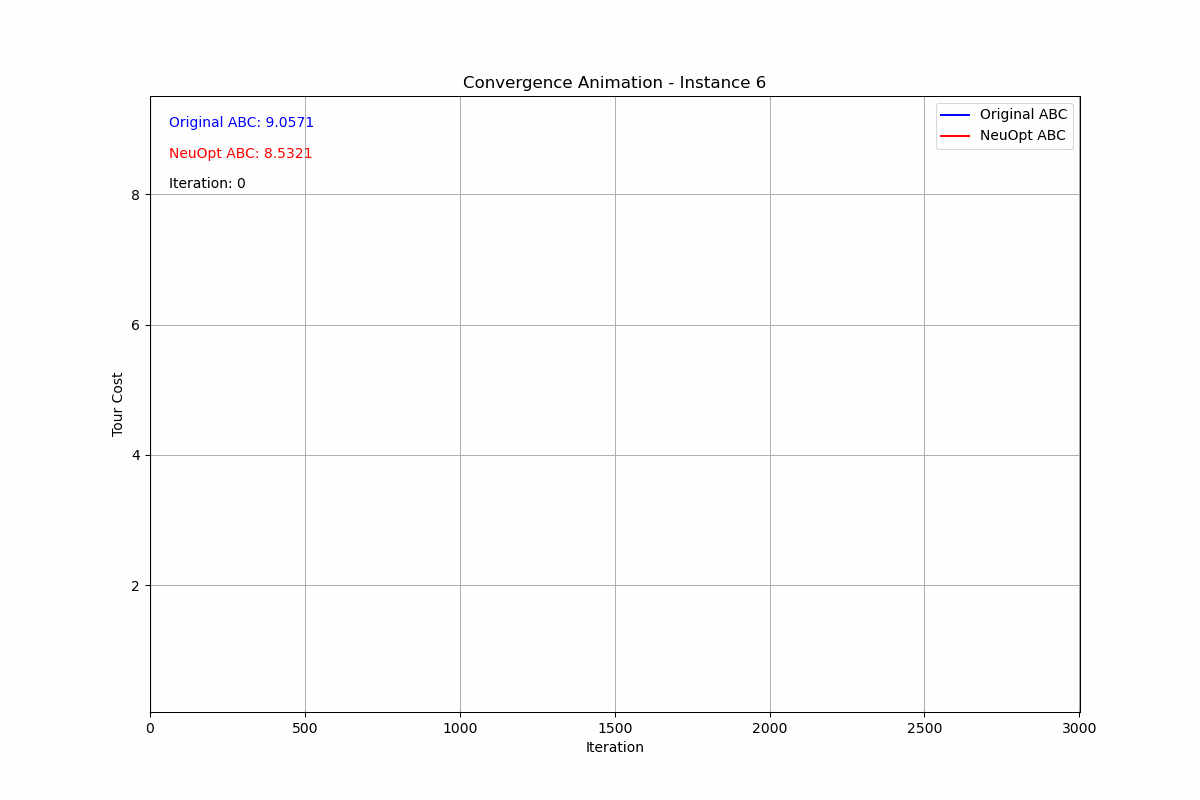 Convergence Animation - Instance 6
Original ABC: 9.0571
NeuOpt ABC: 8.5321
Iteration: 0
Original ABC
NeuOpt ABC
8
6
4
2
Tour Cost
0 500 1000 1500 2000 2500 3000
Iteration